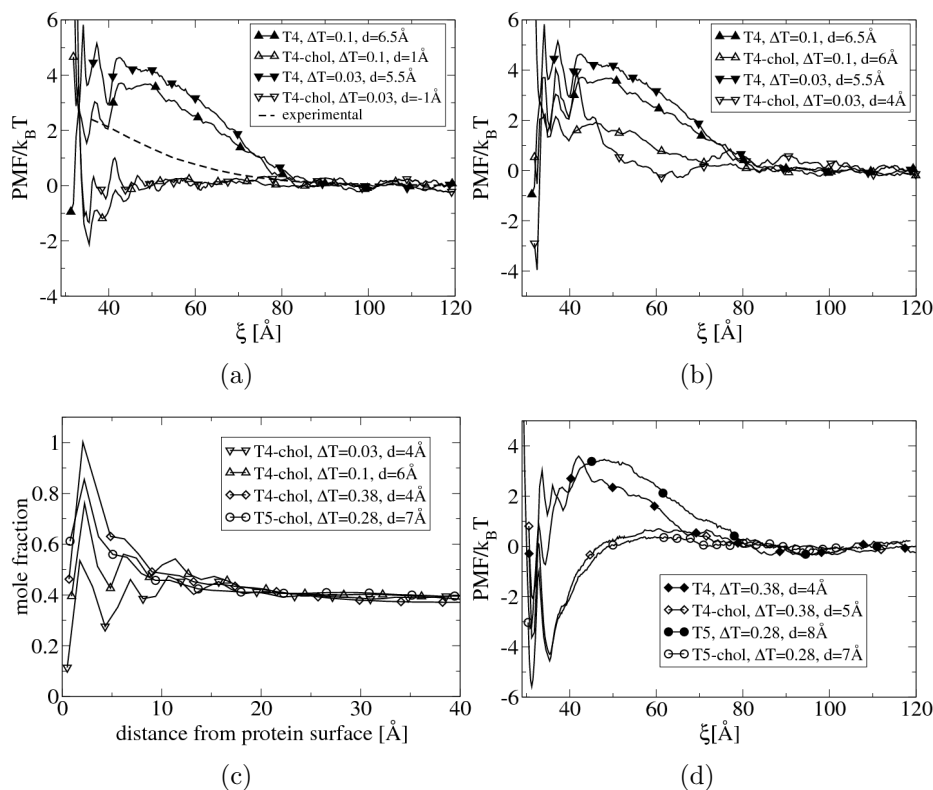 6
4
2
0
-2
-4
PMF/k_BT
40
60
80
100
120
ξ [Å]
T4, ΔT=0.1, d=6.5Å
T4-chol, ΔT=0.1, d=1Å
T4, ΔT=0.03, d=5.5Å
T4-chol, ΔT=0.03, d=-1Å
experimental
(a)
6
4
2
0
-2
-4
PMF/k_BT
40
60
80
100
120
ξ [Å]
T4, ΔT=0.1, d=6.5Å
T4-chol, ΔT=0.1, d=6Å
T4, ΔT=0.03, d=5.5Å
T4-chol, ΔT=0.03, d=4Å
(b)
1
0.8
0.6
0.4
0.2
0
mole fraction
0
10
20
30
40
distance from protein surface [Å]
T4-chol, ΔT=0.03, d=4Å
T4-chol, ΔT=0.1, d=6Å
T4-chol, ΔT=0.38, d=4Å
T5-chol, ΔT=0.28, d=7Å
(c)
4
2
0
-2
-4
-6
PMF/k_BT
40
60
80
100
120
ξ[Å]
T4, ΔT=0.38, d=4Å
T4-chol, ΔT=0.38, d=5Å
T5, ΔT=0.28, d=8Å
T5-chol, ΔT=0.28, d=7Å
(d)